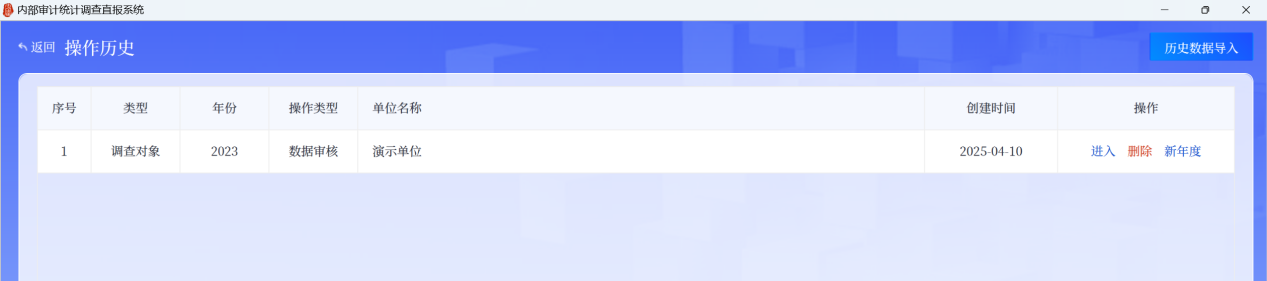 内部审计统计调查直报系统
返回 操作历史 历史数据导入
序号 类型 年份 操作类型 单位名称 创建时间 操作
1 调查对象 2023 数据审核 演示单位 2025-04-10 进入 删除 新年度